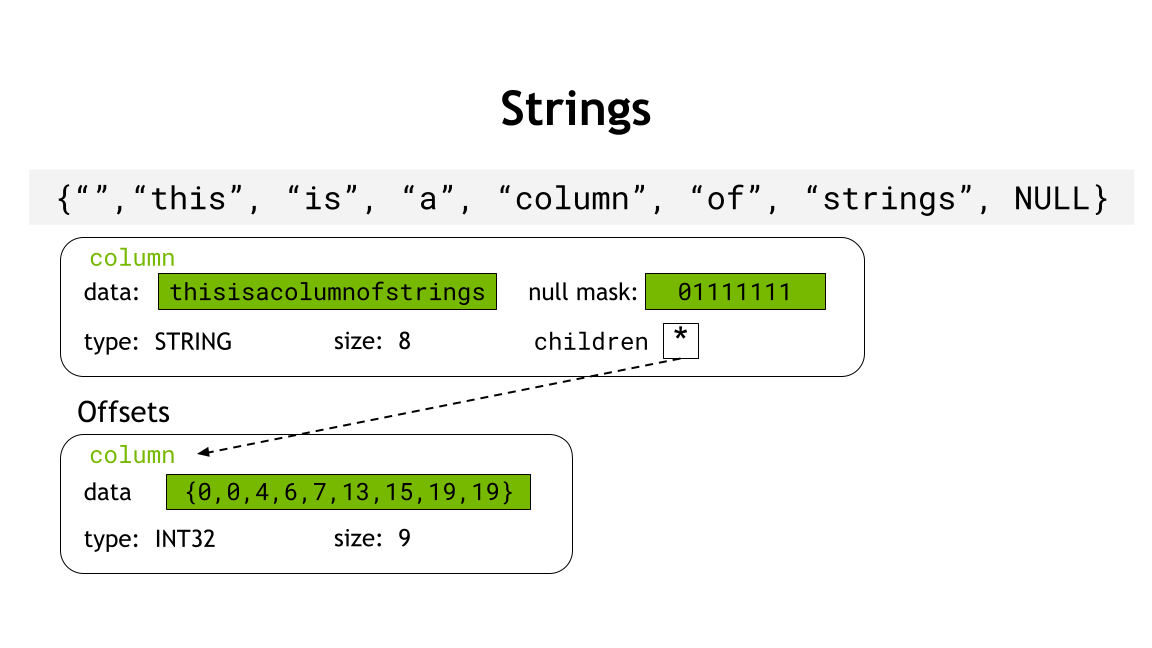 Strings
{“”,“this”, “is”, “a”, “column”, “of”, “strings”, NULL}
column
data: thisisacolumnofstrings null mask: 01111111
type: STRING size: 8 children *
Offsets
column
data {0,0,4,6,7,13,15,19,19}
type: INT32 size: 9